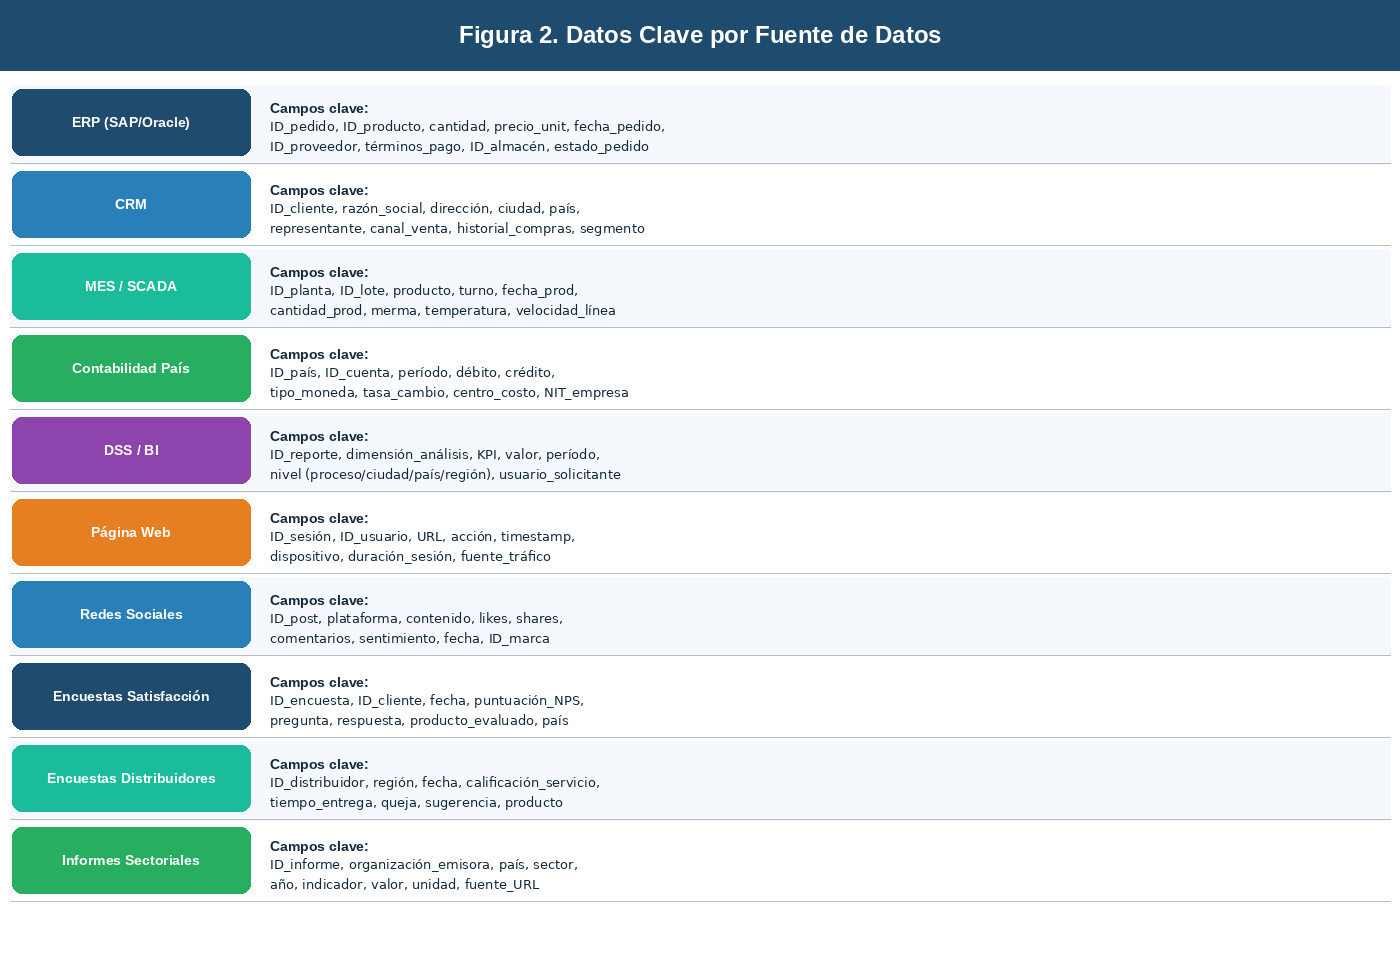 Figura 2. Datos Clave por Fuente de Datos
ERP (SAP/Oracle)
Campos clave:
ID_pedido, ID_producto, cantidad, precio_unit, fecha_pedido,
ID_proveedor, términos_pago, ID_almacén, estado_pedido
CRM
Campos clave:
ID_cliente, razón_social, dirección, ciudad, país,
representante, canal_venta, historial_compras, segmento
MES / SCADA
Campos clave:
ID_planta, ID_lote, producto, turno, fecha_prod,
cantidad_prod, merma, temperatura, velocidad_línea
Contabilidad País
Campos clave:
ID_país, ID_cuenta, período, débito, crédito,
tipo_moneda, tasa_cambio, centro_costo, NIT_empresa
DSS / BI
Campos clave:
ID_reporte, dimensión_análisis, KPI, valor, período,
nivel (proceso/ciudad/país/región), usuario_solicitante
Página Web
Campos clave:
ID_sesión, ID_usuario, URL, acción, timestamp,
dispositivo, duración_sesión, fuente_tráfico
Redes Sociales
Campos clave:
ID_post, plataforma, contenido, likes, shares,
comentarios, sentimiento, fecha, ID_marca
Encuestas Satisfacción
Campos clave:
ID_encuesta, ID_cliente, fecha, puntuación_NPS,
pregunta, respuesta, producto_evaluado, país
Encuestas Distribuidores
Campos clave:
ID_distribuidor, región, fecha, calificación_servicio,
tiempo_entrega, queja, sugerencia, producto
Informes Sectoriales
Campos clave:
ID_informe, organización_emisora, país, sector,
año, indicador, valor, unidad, fuente_URL